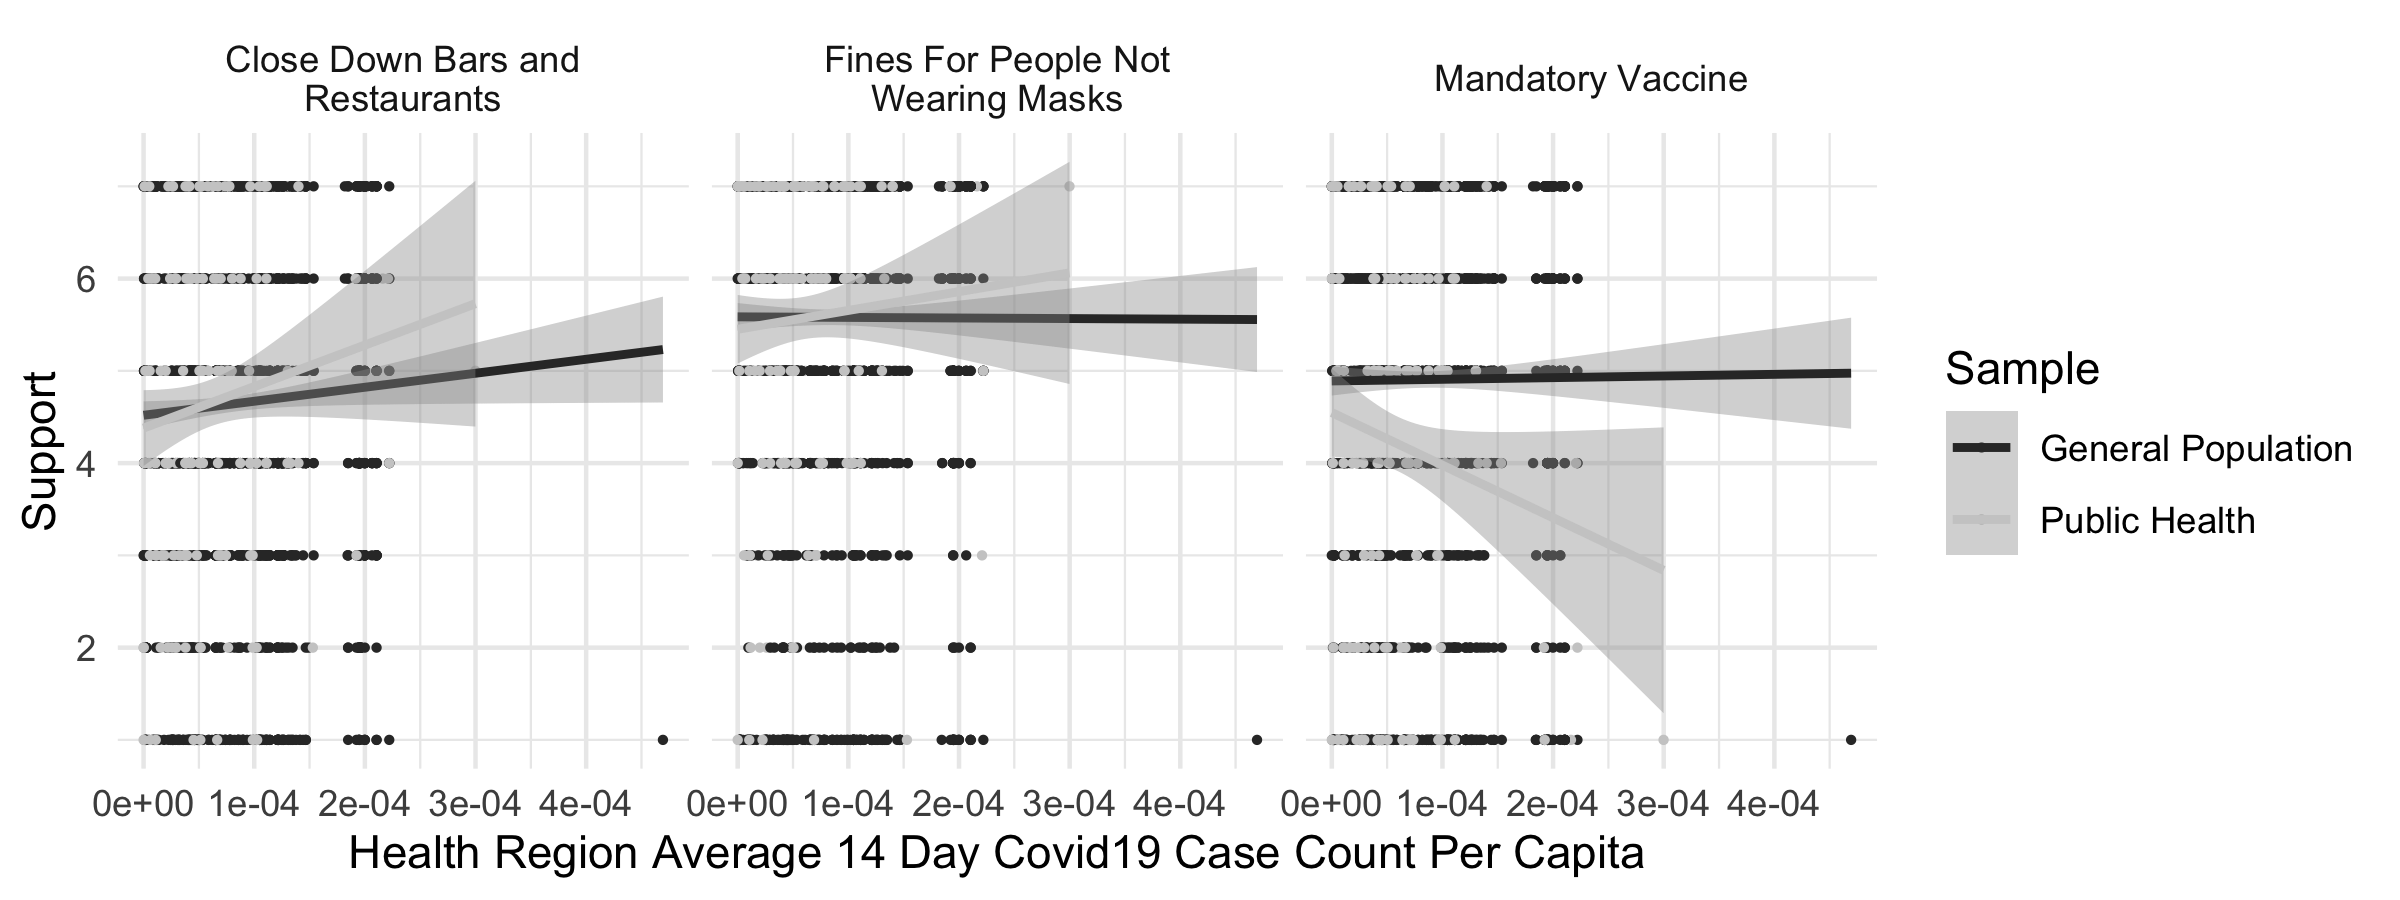 Close Down Bars and
Restaurants
Fines For People Not
Wearing Masks
Mandatory Vaccine
Support
6
4
2
0e+00 1e-04 2e-04 3e-04 4e-04
0e+00 1e-04 2e-04 3e-04 4e-04
0e+00 1e-04 2e-04 3e-04 4e-04
Health Region Average 14 Day Covid19 Case Count Per Capita
Sample
General Population
Public Health